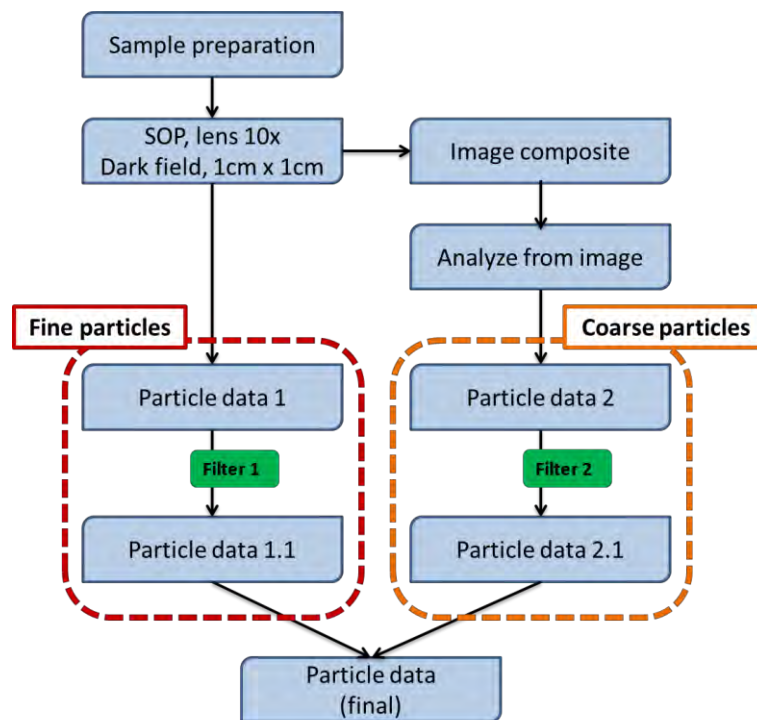 Sample preparation
SOP, lens 10x
Dark field, 1cm x 1cm
Image composite
Analyze from image
Fine particles
Coarse particles
Particle data 1
Particle data 2
Filter 1
Filter 2
Particle data 1.1
Particle data 2.1
Particle data
(final)